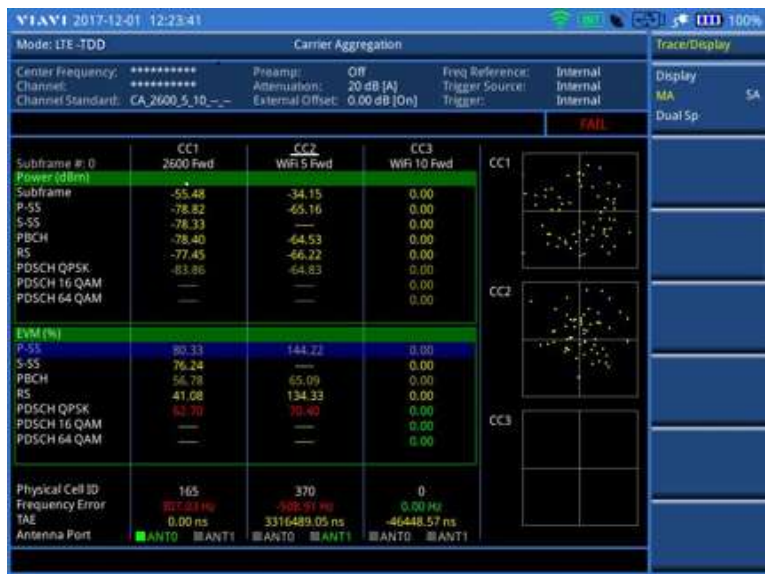 VIAVI 2017-12-01 12:23:41 INT 100%
Mode: LTE -TDD Carrier Aggregation Trace/Display
Center Frequency: ********** Preamp: Off Freq Reference: Internal
Channel: ********** Attenuation: 20 dB [A] Trigger Source: Internal
Channel Standard: CA_2600_5_10_-_- External Offset: 0.00 dB [On] Trigger: Internal
Display
MA SA
Dual Sp
FAIL
CC1 CC2 CC3
Subframe #: 0 2600 Fwd WiFi 5 Fwd WiFi 10 Fwd CC1
Power (dBm)
Subframe -55.48 -34.15 0.00
P-SS -78.82 -65.16 0.00
S-SS -78.33 ---- 0.00
PBCH -78.40 -64.53 0.00
RS -77.45 -66.22 0.00
PDSCH QPSK -83.86 -64.83 0.00
PDSCH 16 QAM ---- ---- 0.00
PDSCH 64 QAM ---- ---- 0.00
CC2
EVM (%)
P-SS 80.33 144.22 0.00
S-SS 76.24 ---- 0.00
PBCH 56.78 65.09 0.00
RS 41.08 134.33 0.00
PDSCH QPSK 62.70 70.40 0.00
PDSCH 16 QAM ---- ---- 0.00
PDSCH 64 QAM ---- ---- 0.00
CC3
Physical Cell ID 165 370 0
Frequency Error 0.00 Hz
TAE 0.00 ns 3316489.05 ns -46448.57 ns
Antenna Port ANT0 ANT1 ANT0 ANT1 ANT0 ANT1